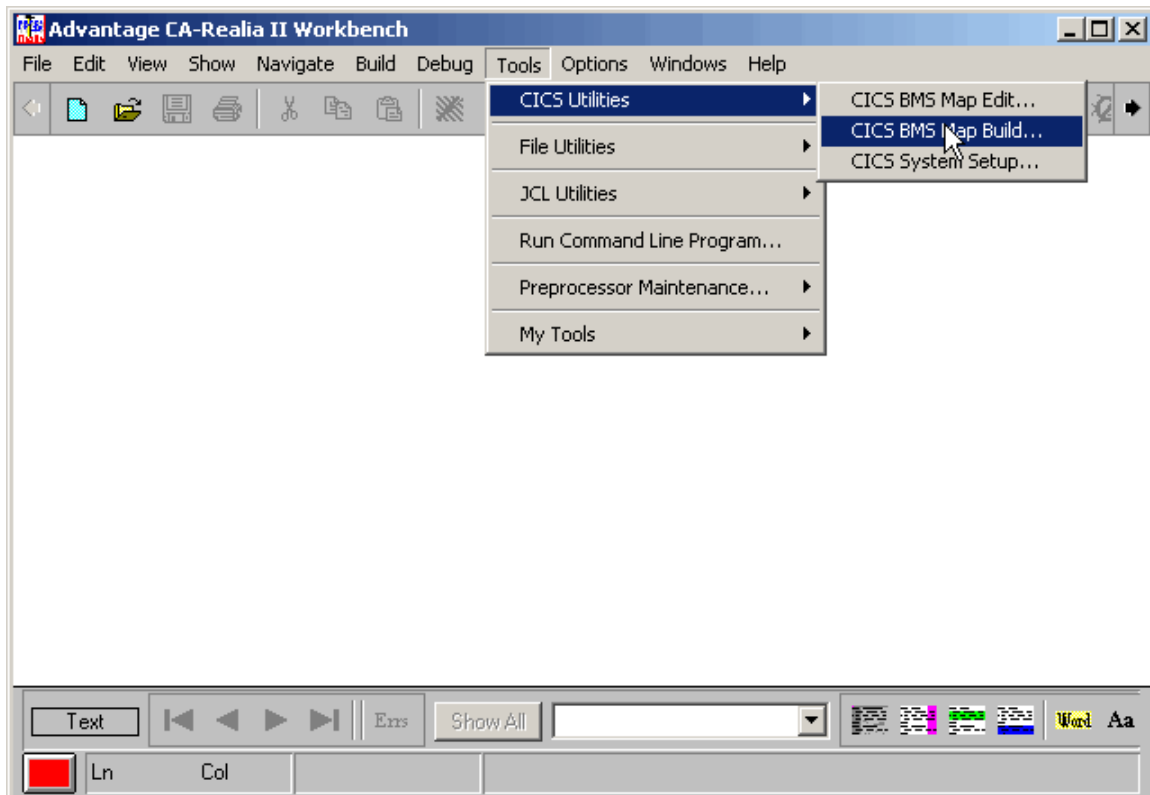 Advantage CA-Realia II Workbench
File Edit View Show Navigate Build Debug Tools Options Windows Help
CICS Utilities
File Utilities
JCL Utilities
Run Command Line Program...
Preprocessor Maintenance...
My Tools
CICS BMS Map Edit...
CICS BMS Map Build...
CICS System Setup...
Text Errs Show All Word Aa
Ln Col